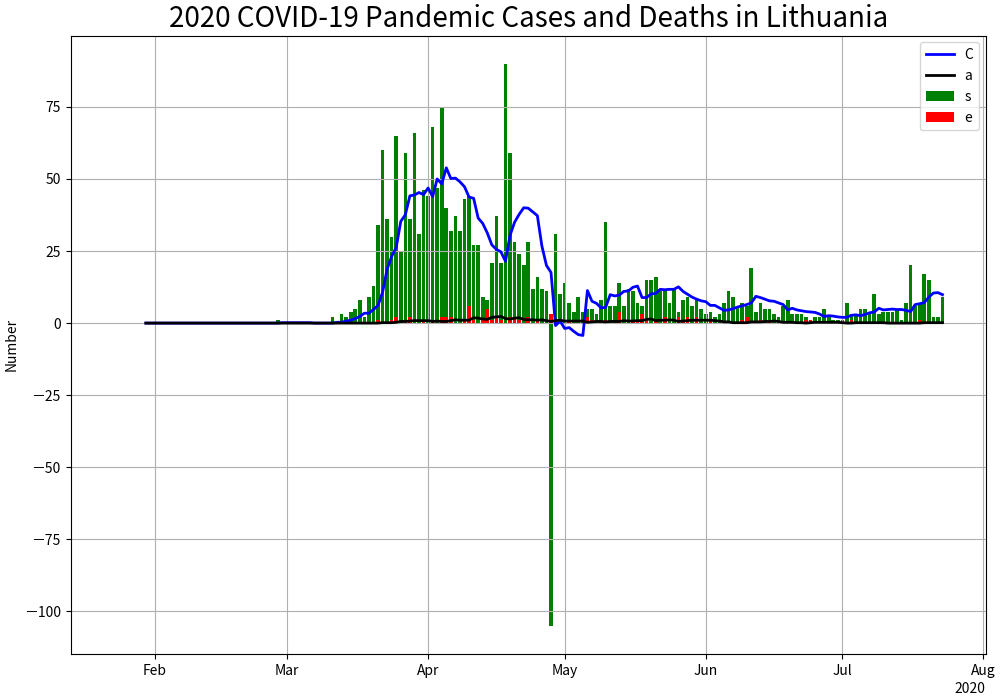 2020 COVID-19 Pandemic Cases and Deaths in Lithuania
C
a
s
e
Number
75
50
25
0
−25
−50
−75
−100
Feb
Mar
Apr
May
Jun
Jul
Aug
2020